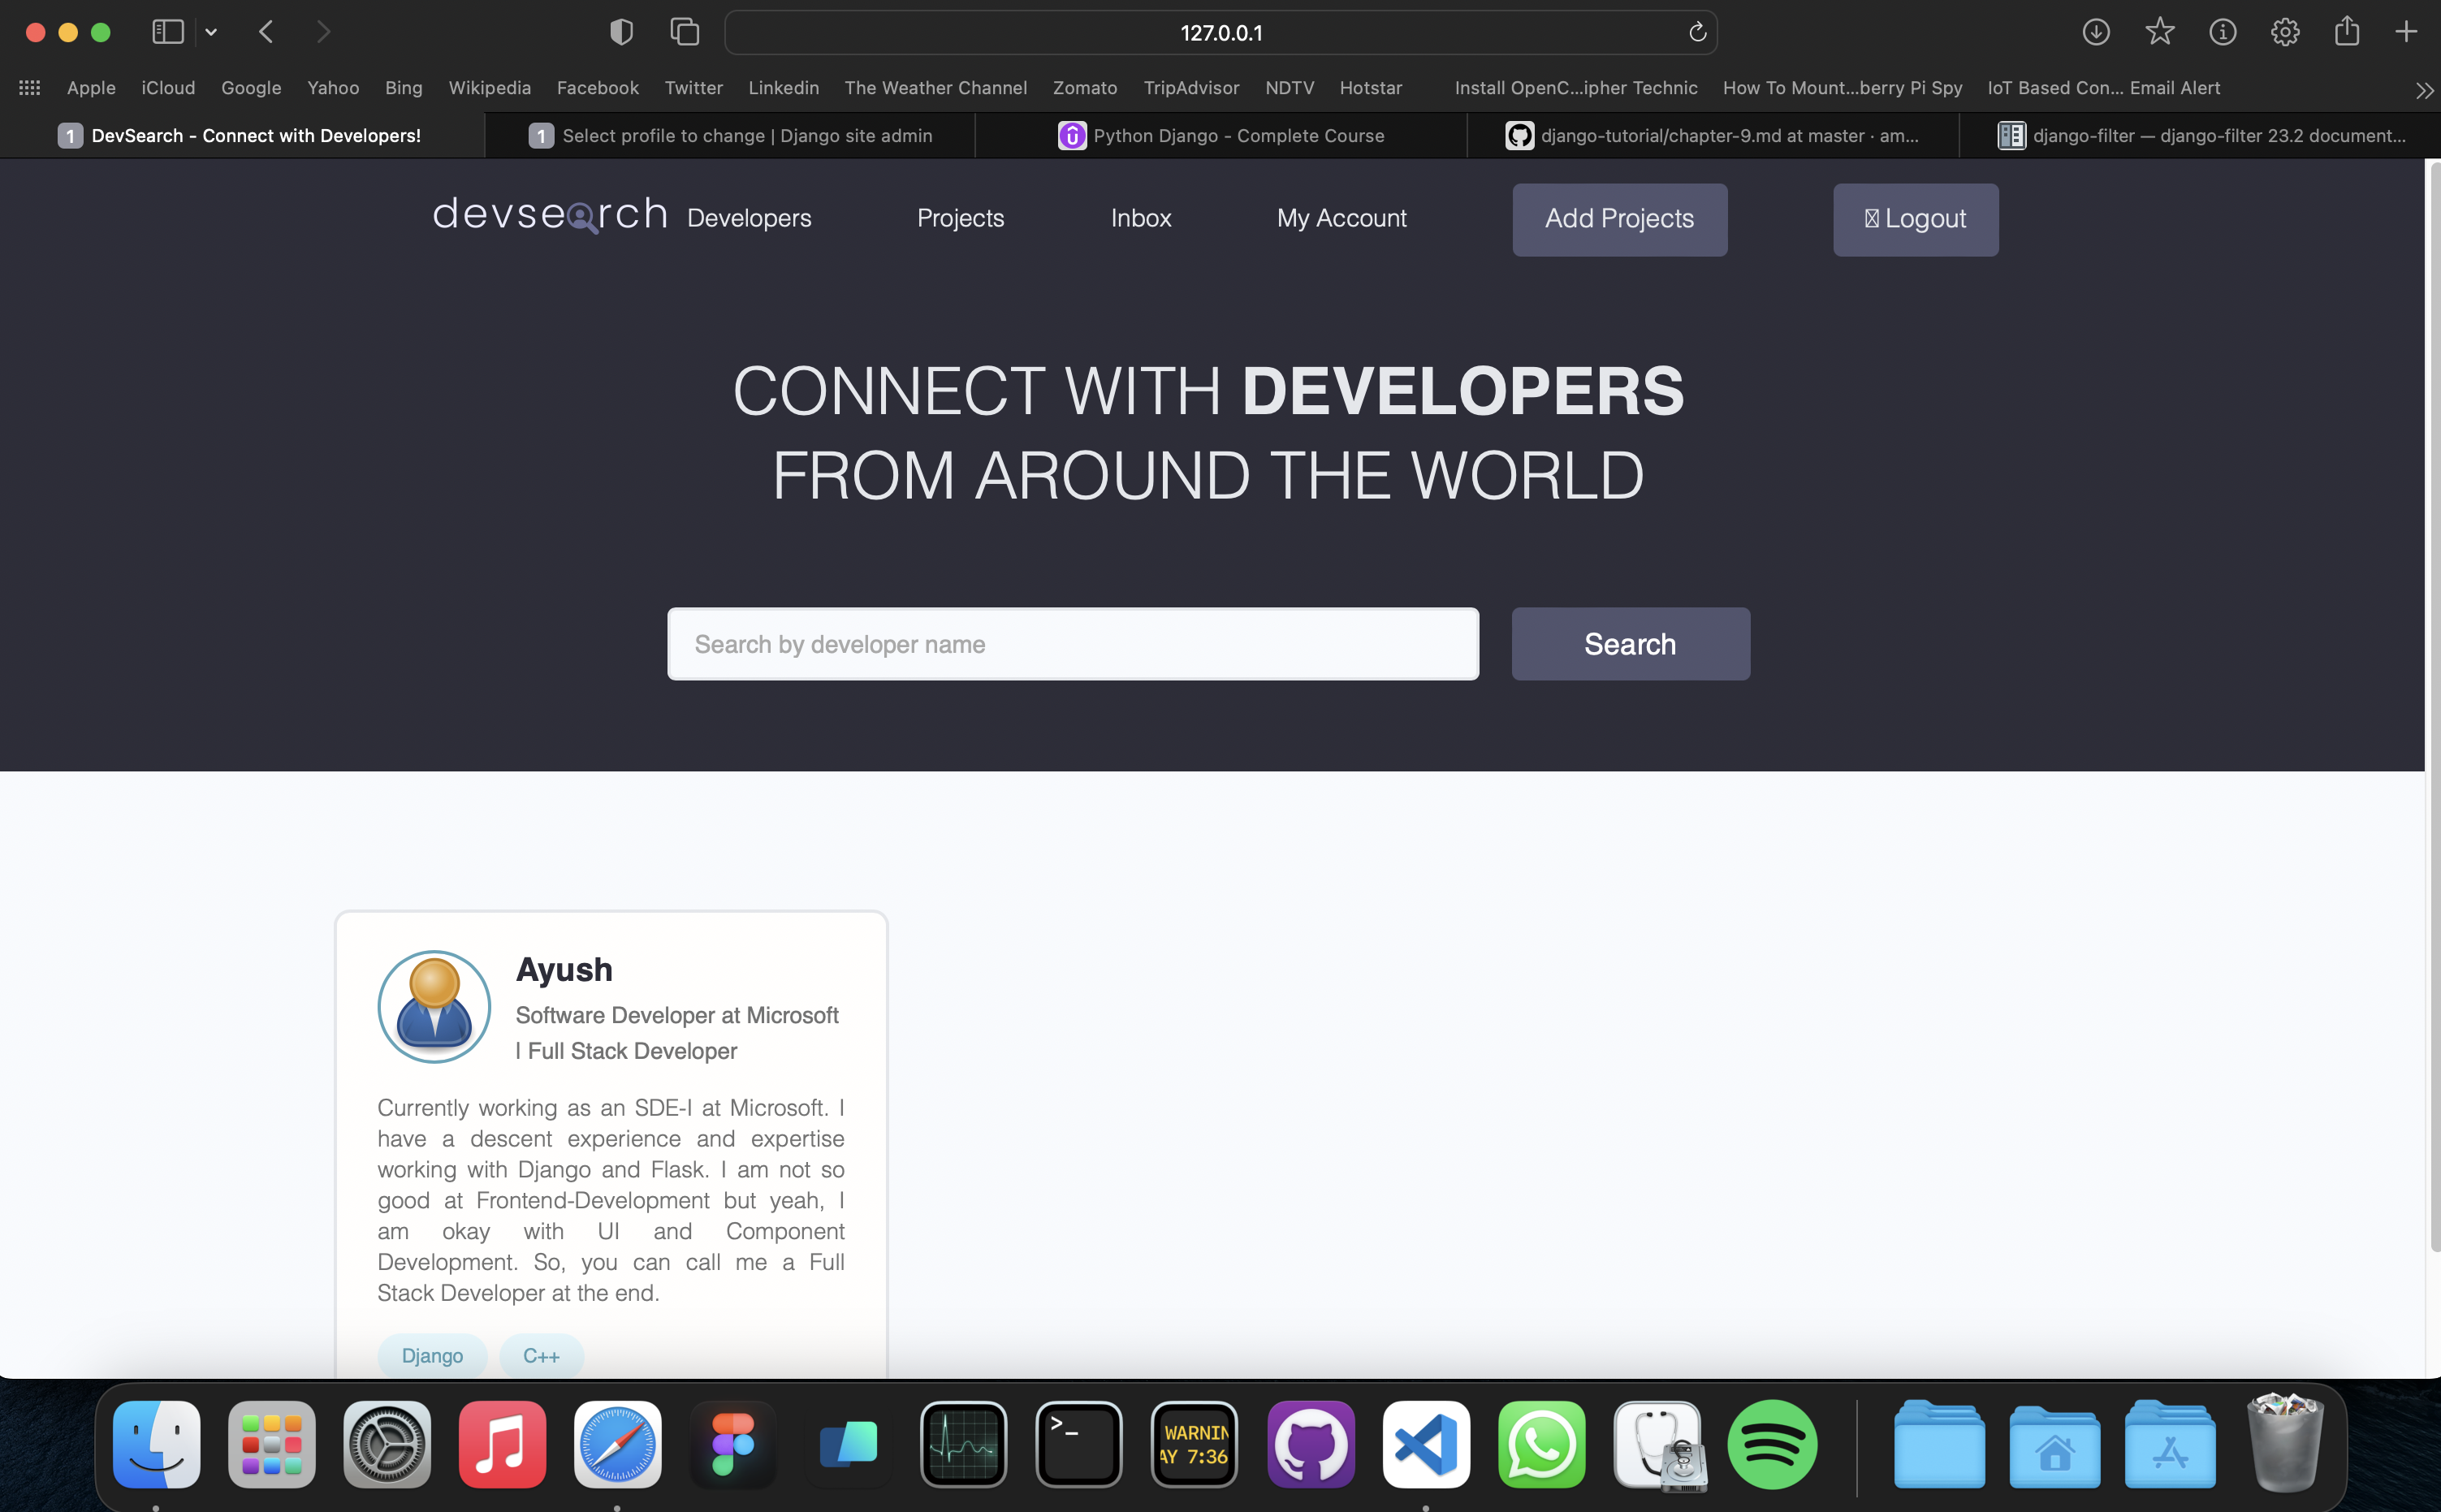 127.0.0.1
Apple iCloud Google Yahoo Bing Wikipedia Facebook Twitter Linkedin The Weather Channel Zomato TripAdvisor NDTV Hotstar Install OpenC...ipher Technic How To Mount...berry Pi Spy IoT Based Con... Email Alert
1 DevSearch - Connect with Developers! 1 Select profile to change | Django site admin Python Django - Complete Course django-tutorial/chapter-9.md at master · am... django-filter — django-filter 23.2 document...
devsearch Developers Projects Inbox My Account Add Projects Logout
CONNECT WITH DEVELOPERS
FROM AROUND THE WORLD
Search by developer name Search
Ayush
Software Developer at Microsoft
| Full Stack Developer
Currently working as an SDE-I at Microsoft. I
have a descent experience and expertise
working with Django and Flask. I am not so
good at Frontend-Development but yeah, I
am okay with UI and Component
Development. So, you can call me a Full
Stack Developer at the end.
Django C++
WARNIN
AY 7:36